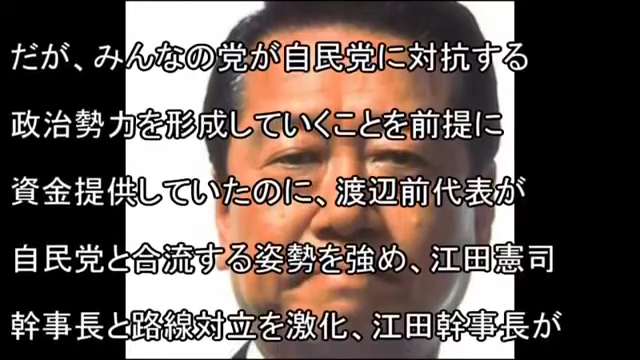 だが、みんなの党が自民党に対抗する
政治勢力を形成していくことを前提に
資金提供していたのに、渡辺前代表が
自民党と合流する姿勢を強め、江田憲司
幹事長と路線対立を激化、江田幹事長が